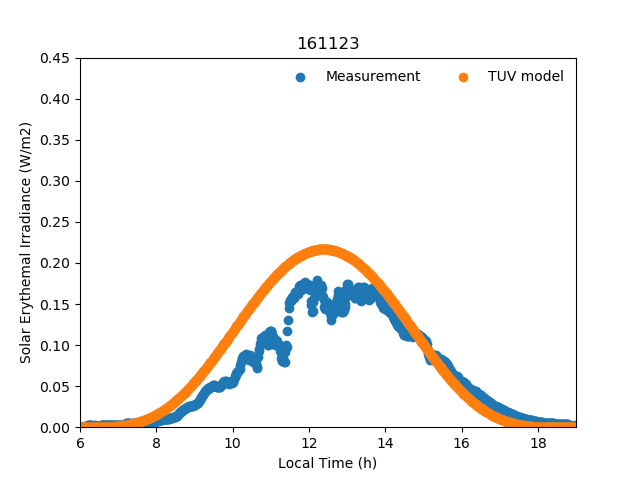 161123
Measurement
TUV model
Solar Erythemal Irradiance (W/m2)
0.45
0.40
0.35
0.30
0.25
0.20
0.15
0.10
0.05
0.00
6 8 10 12 14 16 18
Local Time (h)